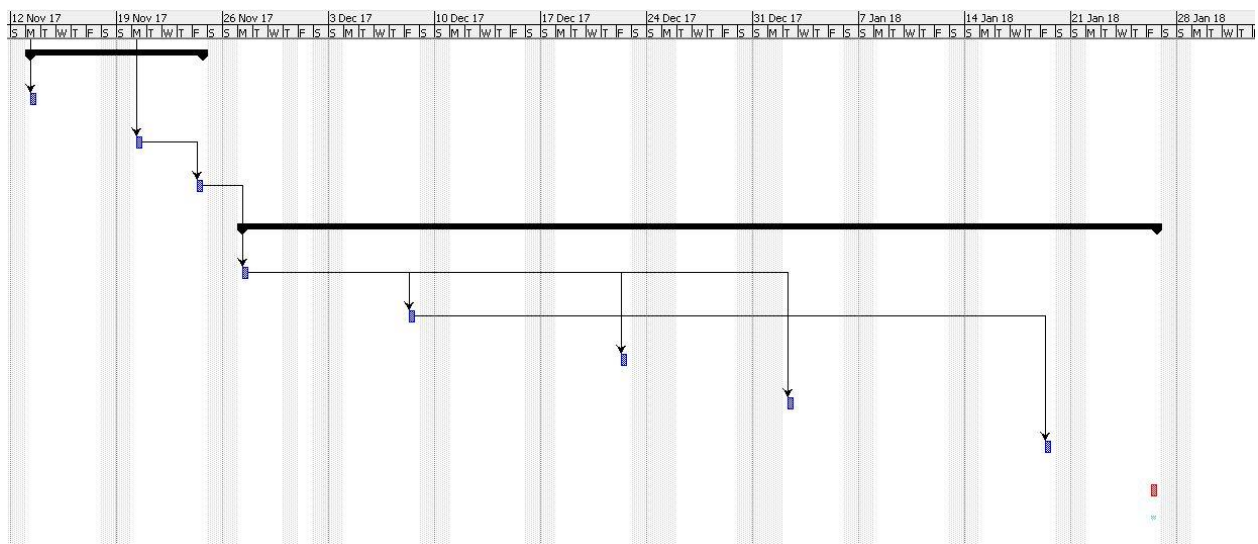 12 Nov 17 19 Nov 17 26 Nov 17 3 Dec 17 10 Dec 17 17 Dec 17 24 Dec 17 31 Dec 17 7 Jan 18 14 Jan 18 21 Jan 18 28 Jan 18
S M T W T F S S M T W T F S S M T W T F S S M T W T F S S M T W T F S S M T W T F S S M T W T F S S M T W T F S S M T W T F S S M T W T F S S M T W T F S S M T W T